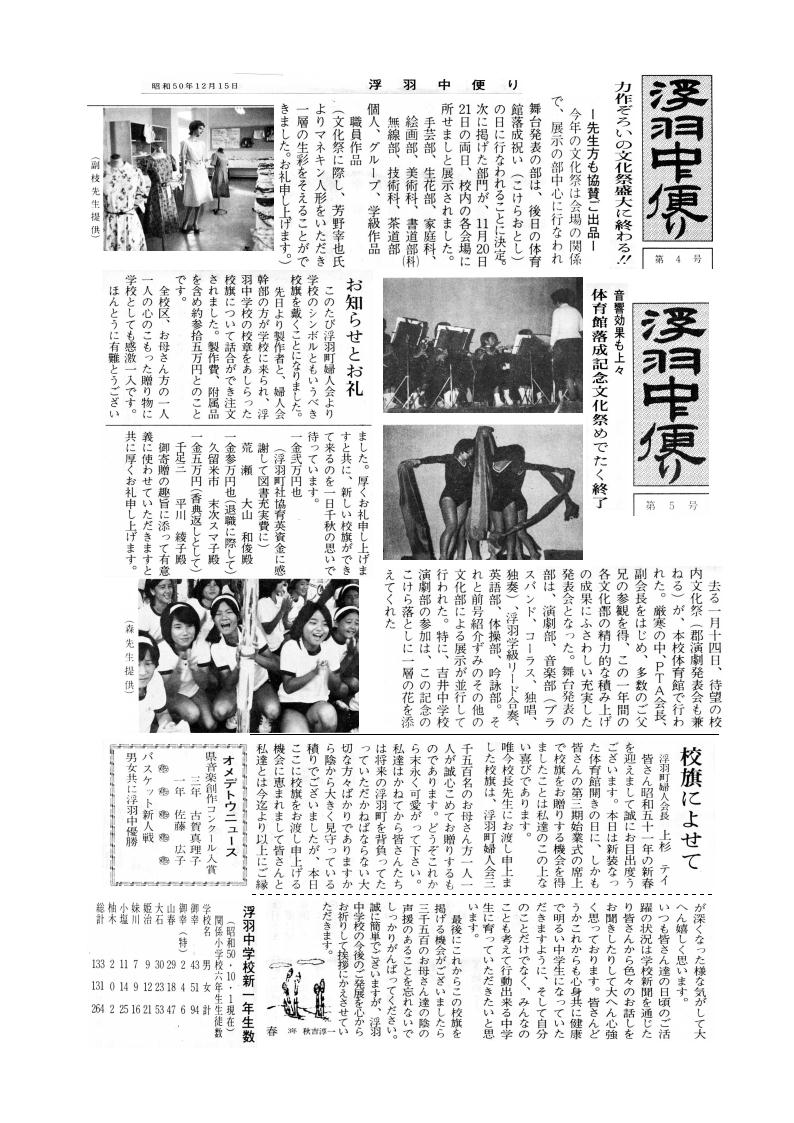 昭和50年12月15日
浮羽中便り
浮羽中便り
第4号
力作ぞろいの文化祭盛大に終わる!!
―先生方も協賛ご出品―
今年の文化祭は会場の関係
で、展示の部中心に行なわれ
舞台発表の部は、後日の体育
館落成祝い(こけらおとし)
の日に行なわれることに決定。
次に掲げた部門が、11月20日
21日の両日、校内の各会場に
所せましと展示されました。
手芸部、生花部、家庭科、
絵画部、美術科、書道部(科)
無線部、技術科、茶道部
個人、グループ、学級作品
職員作品
(文化祭に際し、芳野宰也氏
よりマネキン人形をいただき
一層の生彩をそえることがで
きました。お礼申し上げます。)
(副枝先生提供)
浮羽中便り
第5号
音響効果も上々
体育館落成記念文化祭めでたく終了
去る一月十四日、待望の校
内文化祭(郡演劇発表会も兼
ねる)が、本校体育館で行わ
れた。厳寒の中、PTA会長、
副会長をはじめ、多数のご父
兄の参観を得、この一年間の
各文化部の精力的な積み上げ
の成果にふさわしい充実した
発表会となった。舞台発表の
部は、演劇部、音楽部(ブラ
スバンド、コーラス、独唱、
独奏)浮羽学級リード合奏、
英語部、体操部、吟詠部。そ
れと前号紹介ずみのその他の
文化部による展示が並行して
行われた。特に、吉井中学校
演劇部の参加は、この記念の
こけら落としに一層の花を添
えてくれた
お知らせとお礼
このたび浮羽町婦人会より
学校のシンボルともいうべき
校旗を戴くことになりました。
先日より製作者と、婦人会
幹部の方が学校に来られ、浮
羽中学校の校章をあしらった
校旗について話合ができ注文
されました。製作費、附属品
を含め約参拾五万円とのこと
です。
全校区、お母さん方の一人
一人の心のこもった贈り物に
学校としても感激一入です。
ほんとうに有難とうござい
ました。厚くお礼申し上げま
すと共に、新しい校旗ができ
て来るのを一日千秋の思いで
待っています。
一金弐万円也
(浮羽町社協育英資金に感
謝して図書充実費に)
荒瀬 大山和俊殿
一金参万円也(退職に際して)
久留米市 末次スマ子殿
一金五万円(香典返しとして)
千足二 平川綾子殿
御寄贈の趣旨に添って有意
義に使わせていただきますと
共に厚くお礼申し上げます。
(森先生提供)
校旗によせて
浮羽町婦人会長 上杉テイ
皆さん昭和五十一年の新春
を迎えまして誠にお目出度う
ございます。本日は新装なっ
た体育館開きの日に、しかも
皆さんの第三期始業式の席上
で校旗をお贈りする機会を得
ましたことは私達のこの上な
い喜びであります。
唯今校長先生にお渡し申上ま
した校旗は、浮羽町婦人会三
千五百名のお母さん方一人一
人が誠心こめてお贈りするも
のであります。どうぞこれか
ら末永く可愛がって下さい。
私達はかねてから皆さんたち
は将来の浮羽町を背負ってた
っていただかねばならない大
切な方々ばかりでありますか
ら陰から大きく見守っている
積りでございましたが、本日
ここに校旗をお渡し申上げる
機会に恵まれまして皆さんと
私達とは今迄より以上にご縁
が深くなった様な気がして大
へん嬉しく思います。
いつも皆さん達の日頃のご活
躍の状況は学校新聞を通じた
り皆さんから色々のお話しを
お聞きしたりして大へん心強
く思っております。皆さんど
うかこれからも心身共に健康
で明るい中学生になっていた
だきますように、そして自分
のことだけでなく、みんなの
ことも考えて行動出来る中学
生に育っていただきたいと思
います。
最後にこれからこの校旗を
掲げる機会がございましたら
三千五百のお母さん達の陰の
声援のあることを忘れないで
しっかりがんばってください。
誠に簡単でございますが、浮羽
中学校の今後のご発展を心から
お祈りして挨拶にかえさせてい
ただきます。
オメデトウニュース
県音楽創作コンクール入賞
三年 古賀真理子
一年 佐藤広子
バスケット新人戦
男女共に浮羽中優勝
春 3年 秋吉淳一
浮羽中学校新一年生数
(昭和50・10・1現在)
関係小学校六年生生徒数
学校名 男 女 計
御幸 43 51 94
御幸(特) 2 4 6
山春 29 18 47
大石 30 23 53
姫治 9 12 21
妹川 7 9 16
小塩 11 14 25
柚木 2 0 2
総計 133 131 264